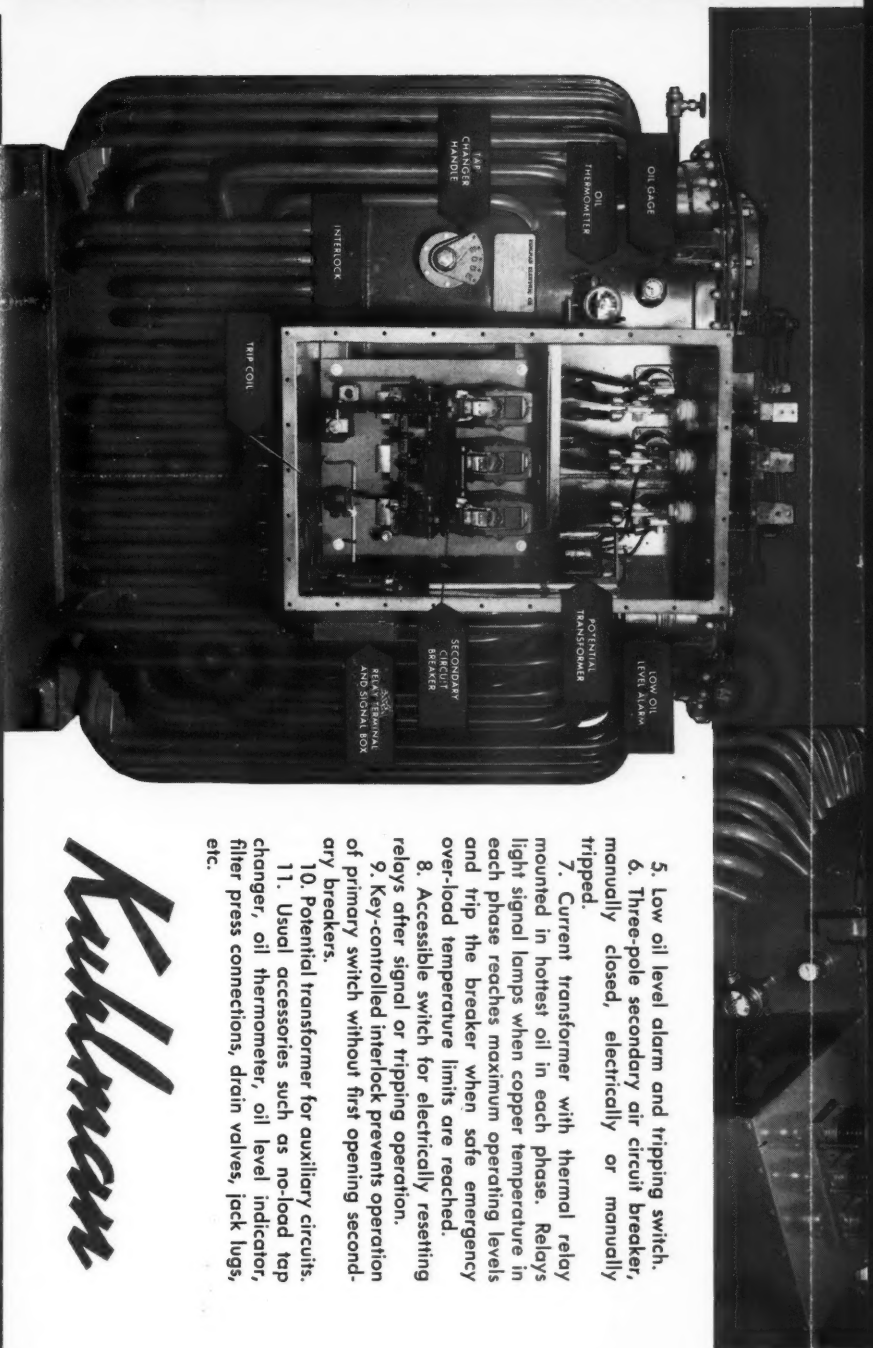 OIL GAGE
OIL
THERMOMETER
TAP
CHANGER
HANDLE
INTERLOCK
TRIP COIL
LOW OIL
LEVEL ALARM
POTENTIAL
TRANSFORMER
SECONDARY
CIRCUIT
BREAKER
RELAY TERMINAL
AND SIGNAL BOX
5. Low oil level alarm and tripping switch.
6. Three-pole secondary air circuit breaker,
manually closed, electrically or manually
tripped.
7. Current transformer with thermal relay
mounted in hottest oil in each phase. Relays
light signal lamps when copper temperature in
each phase reaches maximum operating levels
and trip the breaker when safe emergency
over-load temperature limits are reached.
8. Accessible switch for electrically resetting
relays after signal or tripping operation.
9. Key-controlled interlock prevents operation
of primary switch without first opening second-
ary breakers.
10. Potential transformer for auxiliary circuits.
11. Usual accessories such as no-load tap
changer, oil thermometer, oil level indicator,
filter press connections, drain valves, jack lugs,
etc.
Kuhlman